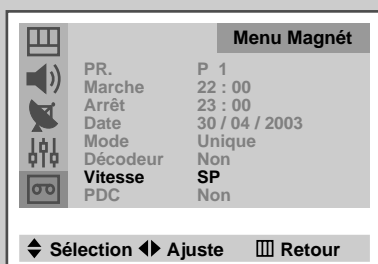 Menu Magnét
PR. P 1
Marche 22 : 00
Arrêt 23 : 00
Date 30 / 04 / 2003
Mode Unique
Décodeur Non
Vitesse SP
PDC Non
Sélection Ajuste Retour